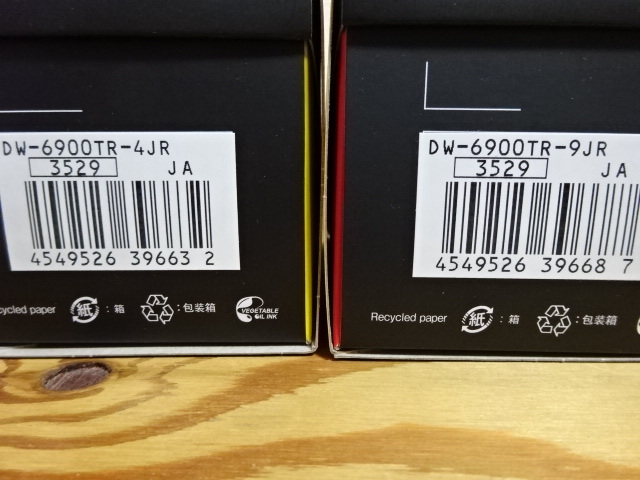 DW-6900TR-4JR
3529 JA
4549526 39663 2
cycled paper 紙 : 箱 : 包装箱 VEGETABLE OIL INK
DW-6900TR-9JR
3529 JA
4549526 39668 7
Recycled paper 紙 : 箱 : 包装箱